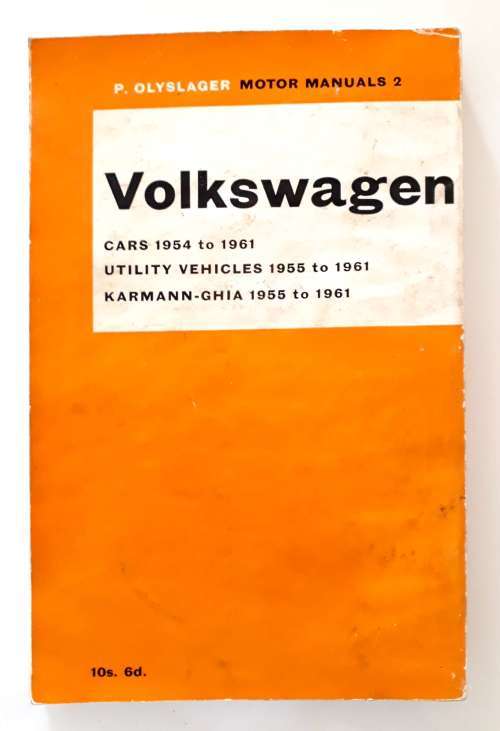 P. OLYSLAGER MOTOR MANUALS 2
Volkswagen
CARS 1954 to 1961
UTILITY VEHICLES 1955 to 1961
KARMANN-GHIA 1955 to 1961
10s. 6d.